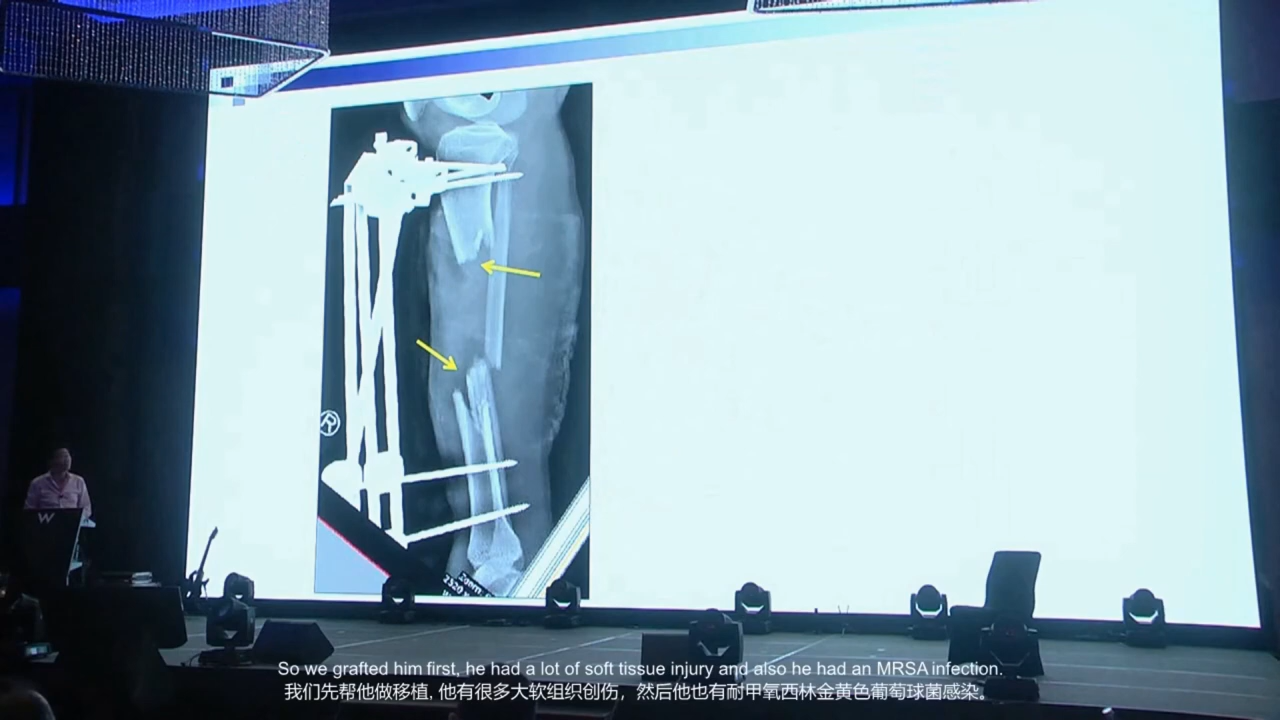 R
W
So we grafted him first, he had a lot of soft tissue injury and also he had an MRSA infection.
我们先帮他做移植, 他有很多大软组织创伤，然后他也有耐甲氧西林金黄色葡萄球菌感染。